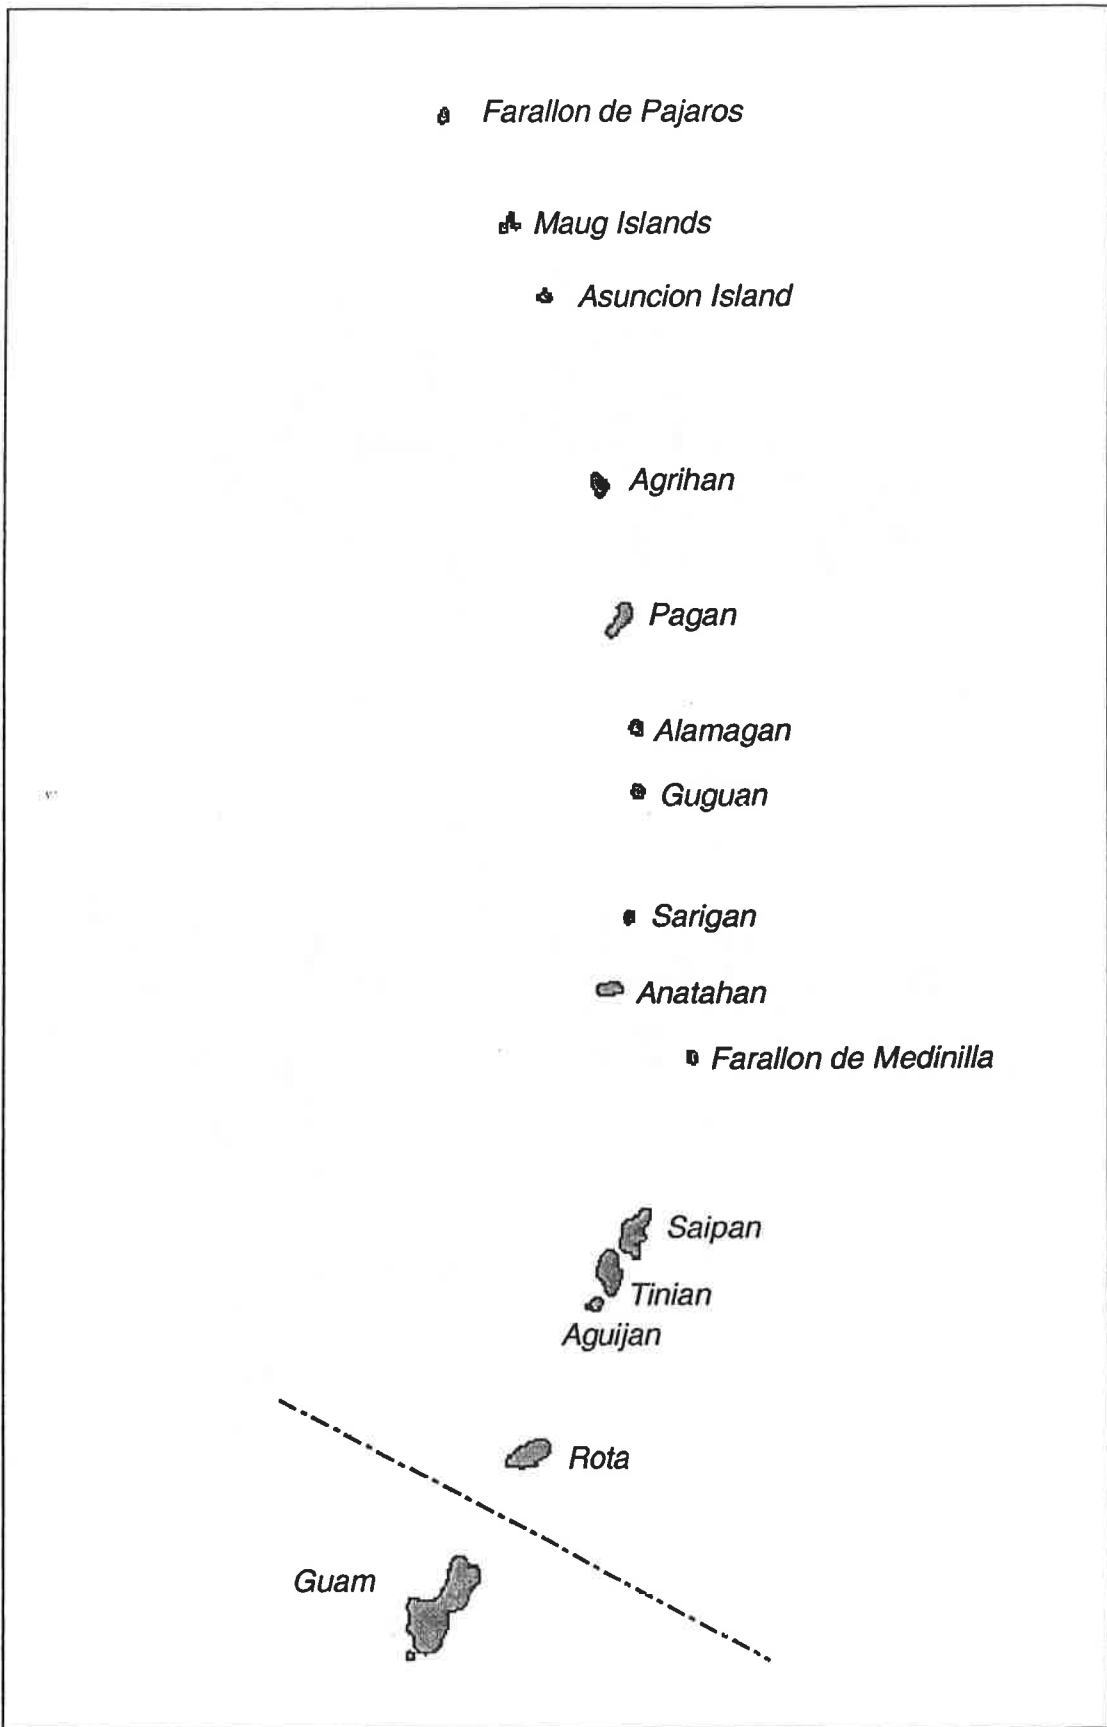 Farallon de Pajaros
Maug Islands
Asuncion Island
Agrihan
Pagan
Alamagan
Guguan
Sarigan
Anatahan
Farallon de Medinilla
Saipan
Tinian
Aguijan
Rota
Guam